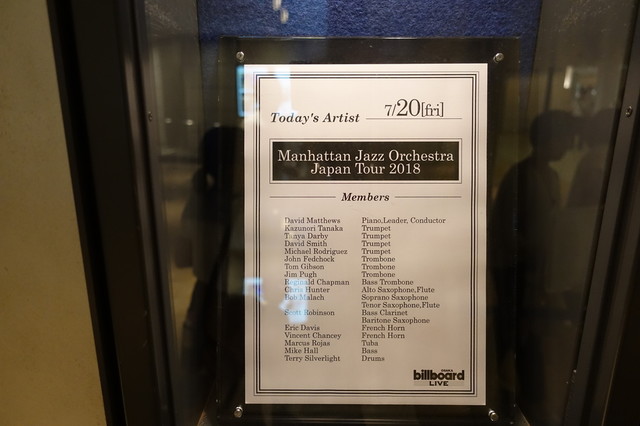 Today's Artist 7/20[fri]
Manhattan Jazz Orchestra
Japan Tour 2018
Members
David Matthews Piano,Leader, Conductor
Kazunori Tanaka Trumpet
Tanya Darby Trumpet
David Smith Trumpet
Michael Rodriguez Trumpet
John Fedchock Trombone
Tom Gibson Trombone
Jim Pugh Trombone
Reginald Chapman Bass Trombone
Chris Hunter Alto Saxophone,Flute
Bob Malach Soprano Saxophone
Tenor Saxophone,Flute
Scott Robinson Bass Clarinet
Baritone Saxophone
Eric Davis French Horn
Vincent Chancey French Horn
Marcus Rojas Tuba
Mike Hall Bass
Terry Silverlight Drums
billboard
LIVE